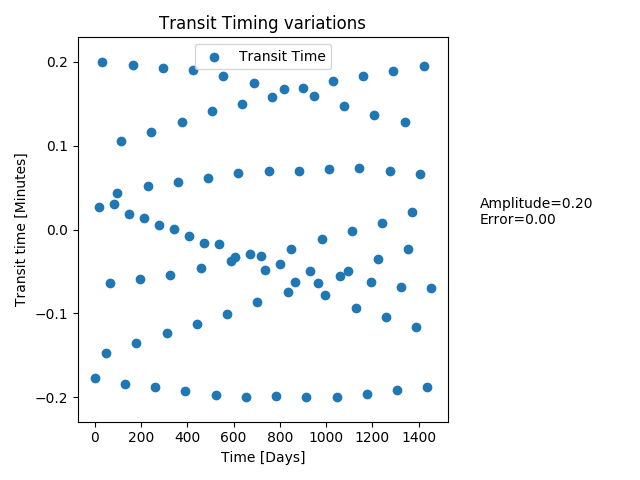 Transit Timing variations
Transit Time
0.2
0.1
0.0
−0.1
−0.2
Transit time [Minutes]
0
200
400
600
800
1000
1200
1400
Time [Days]
Amplitude=0.20
Error=0.00